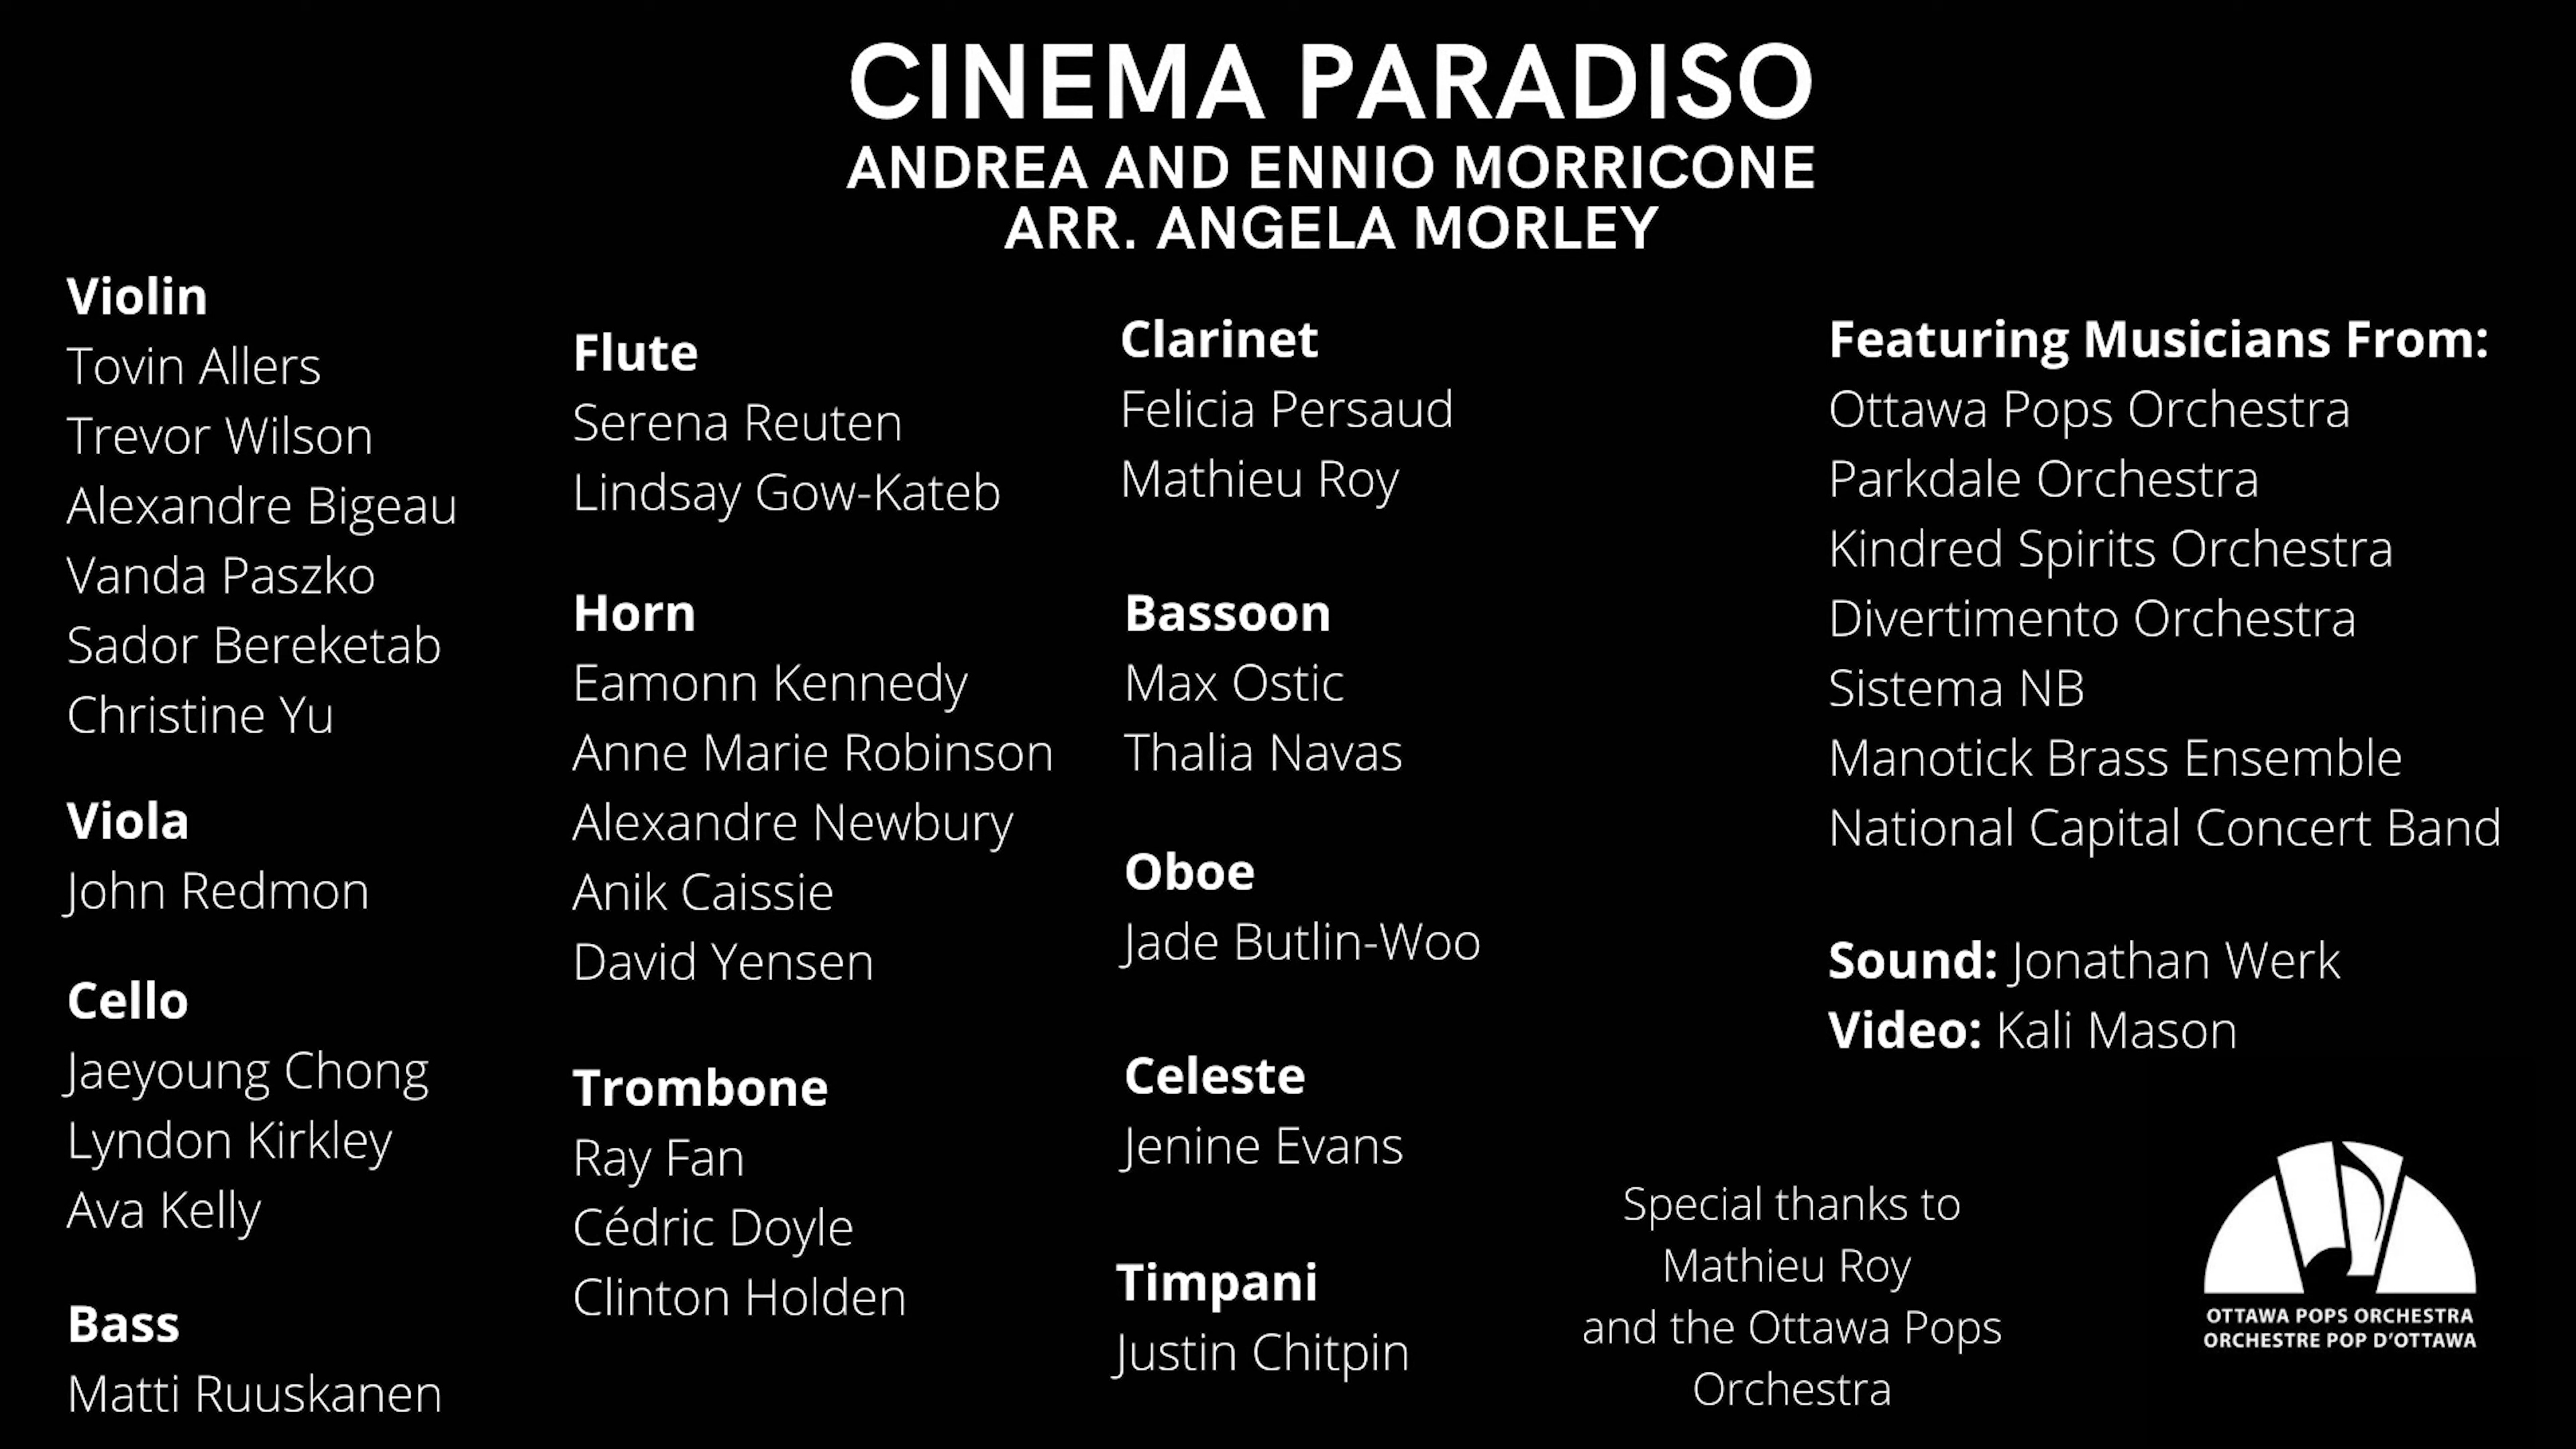 CINEMA PARADISO
ANDREA AND ENNIO MORRICONE
ARR. ANGELA MORLEY
Violin
Tovin Allers
Trevor Wilson
Alexandre Bigeau
Vanda Paszko
Sador Bereketab
Christine Yu
Viola
John Redmon
Cello
Jaeyoung Chong
Lyndon Kirkley
Ava Kelly
Bass
Matti Ruuskanen
Flute
Serena Reuten
Lindsay Gow-Kateb
Horn
Eamonn Kennedy
Anne Marie Robinson
Alexandre Newbury
Anik Caissie
David Yensen
Trombone
Ray Fan
Cédric Doyle
Clinton Holden
Clarinet
Felicia Persaud
Mathieu Roy
Bassoon
Max Ostic
Thalia Navas
Oboe
Jade Butlin-Woo
Celeste
Jenine Evans
Timpani
Justin Chitpin
Featuring Musicians From:
Ottawa Pops Orchestra
Parkdale Orchestra
Kindred Spirits Orchestra
Divertimento Orchestra
Sistema NB
Manotick Brass Ensemble
National Capital Concert Band
Sound: Jonathan Werk
Video: Kali Mason
Special thanks to
Mathieu Roy
and the Ottawa Pops
Orchestra
OTTAWA POPS ORCHESTRA
ORCHESTRE POP D'OTTAWA